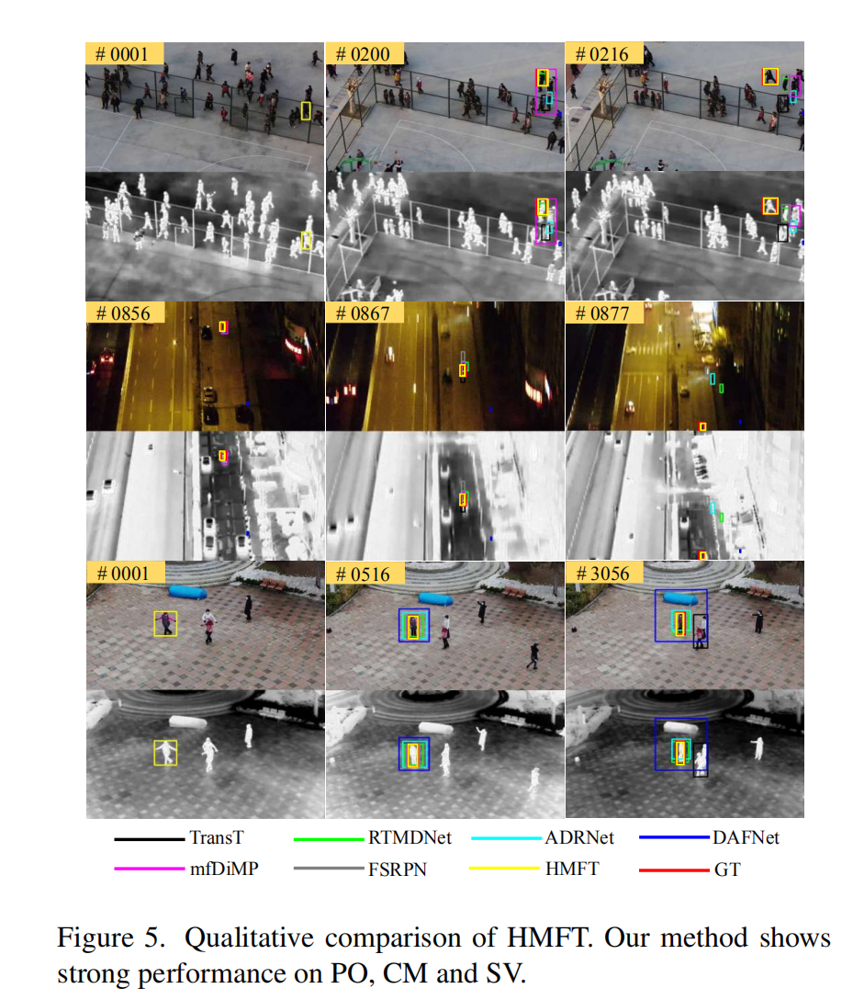 # 0001
# 0200
# 0216
# 0856
# 0867
# 0877
# 0001
# 0516
# 3056
TransT
RTMDNet
ADRNet
DAFNet
mfDiMP
FSRPN
HMFT
GT
Figure 5. Qualitative comparison of HMFT. Our method shows
strong performance on PO, CM and SV.